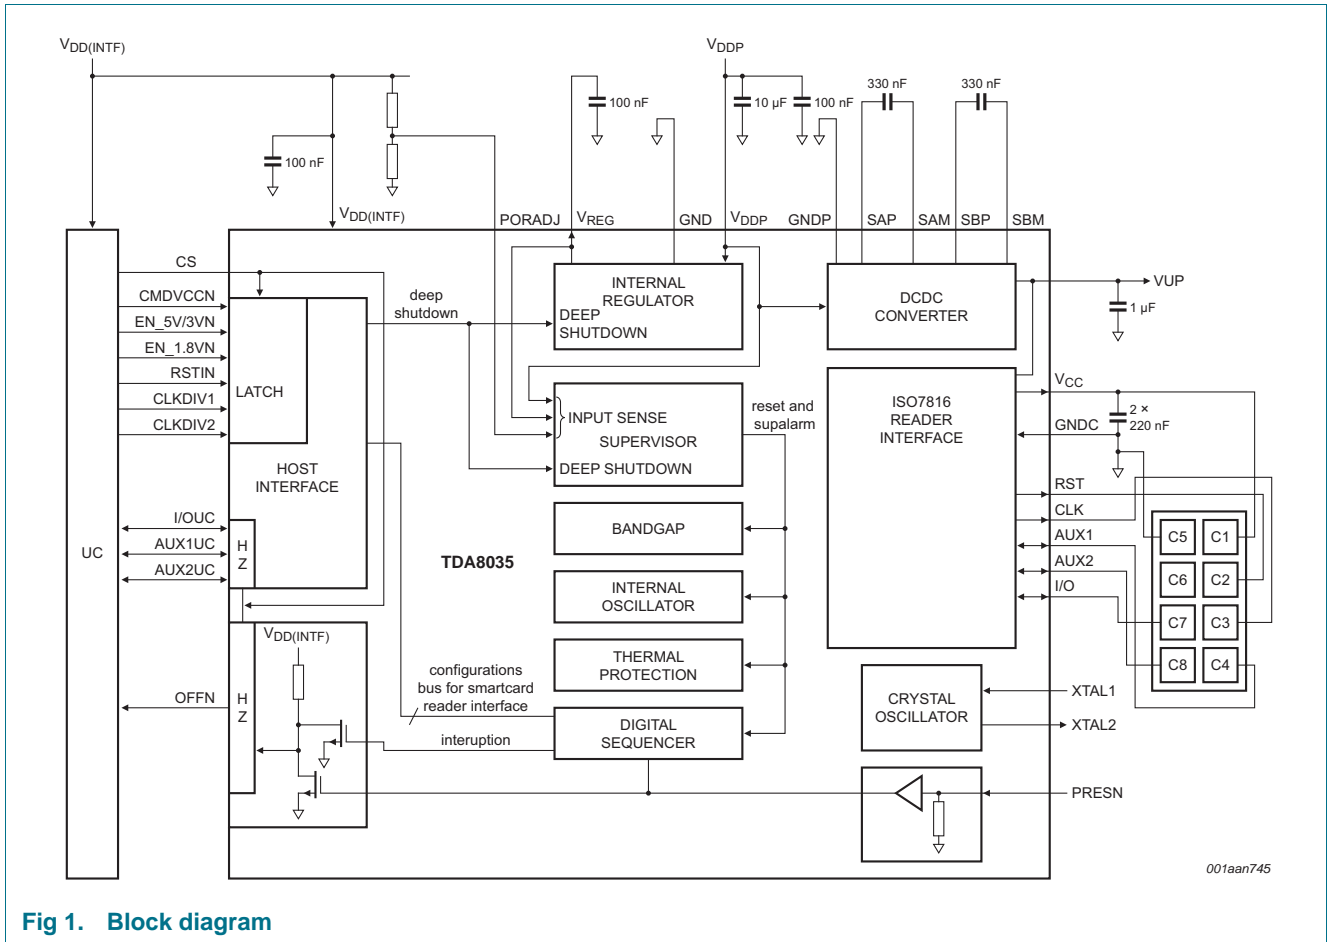 VDD(INTF)
VDDP
330 nF
330 nF
100 nF
10 µF
100 nF
100 nF
VDD(INTF)
PORADJ
VREG
GND
VDDP
GNDP
SAP
SAM
SBP
SBM
CS
CMDVCCN
EN_5V/3VN
EN_1.8VN
RSTIN
CLKDIV1
CLKDIV2
I/OUC
AUX1UC
AUX2UC
OFFN
UC
LATCH
HOST
INTERFACE
H
Z
H
Z
VDD(INTF)
deep
shutdown
INTERNAL
REGULATOR
DEEP
SHUTDOWN
INPUT SENSE
SUPERVISOR
DEEP SHUTDOWN
reset and
supalarm
BANDGAP
TDA8035
INTERNAL
OSCILLATOR
THERMAL
PROTECTION
configurations
bus for smartcard
reader interface
interuption
DIGITAL
SEQUENCER
DCDC
CONVERTER
VUP
1 µF
ISO7816
READER
INTERFACE
VCC
2 ×
220 nF
GNDC
RST
CLK
AUX1
AUX2
I/O
C5
C1
C6
C2
C7
C3
C8
C4
CRYSTAL
OSCILLATOR
XTAL1
XTAL2
PRESN
001aan745
Fig 1. Block diagram